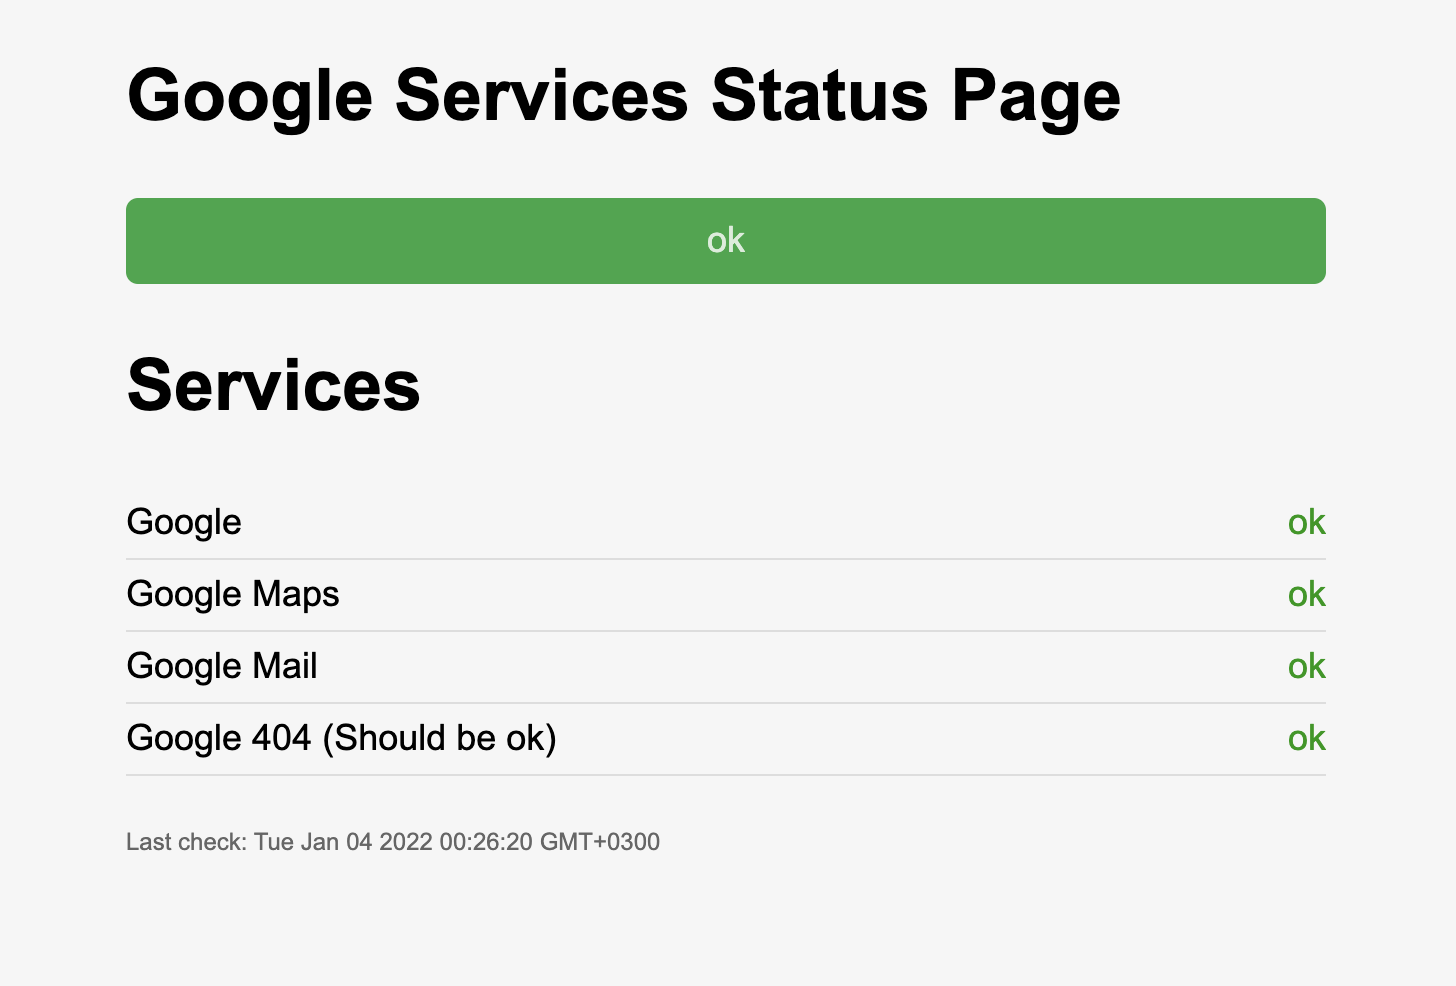 Google Services Status Page
ok
Services
Google ok
Google Maps ok
Google Mail ok
Google 404 (Should be ok) ok
Last check: Tue Jan 04 2022 00:26:20 GMT+0300